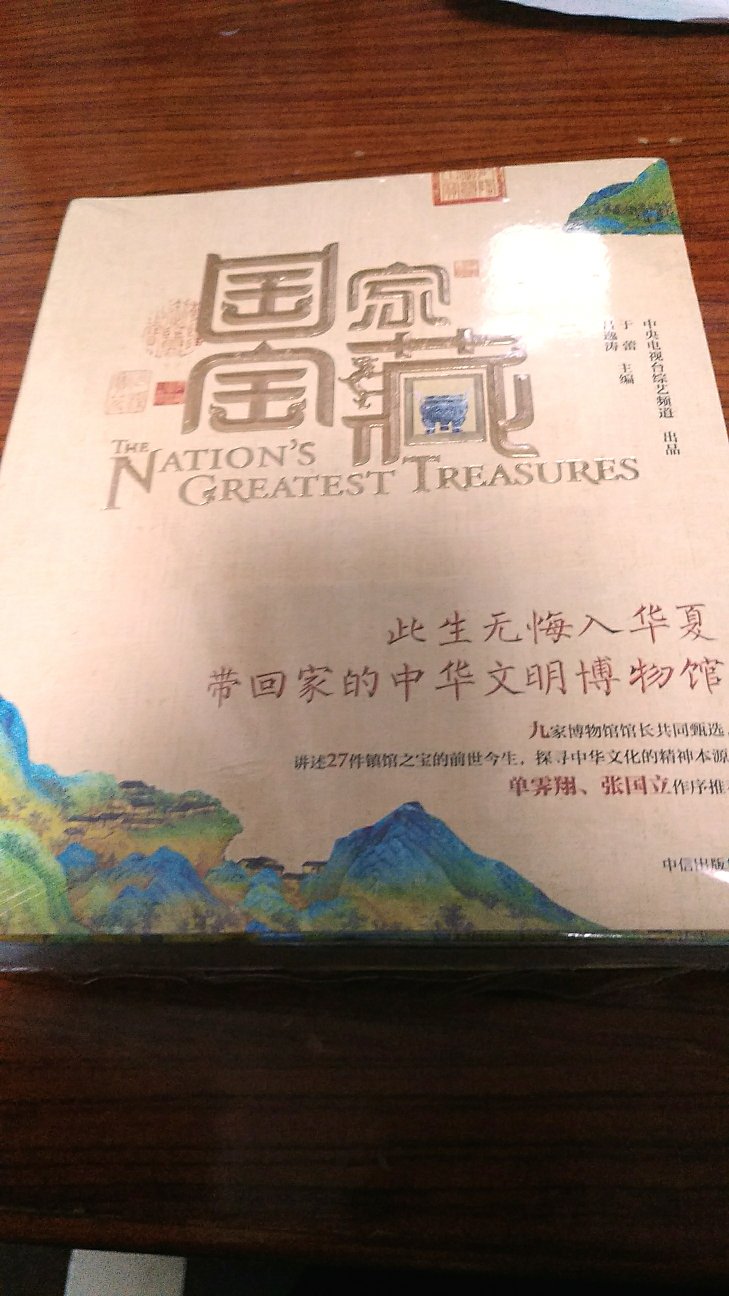 国家
宝藏
THE
NATION'S
GREATEST TREASURES
中央电视台综艺频道 出品
于蕾
吕逸涛 主编
此生无悔入华夏
带回家的中华文明博物馆
九家博物馆馆长共同甄选,
讲述27件镇馆之宝的前世今生，探寻中华文化的精神本源
单霁翔、张国立作序推
中信出版